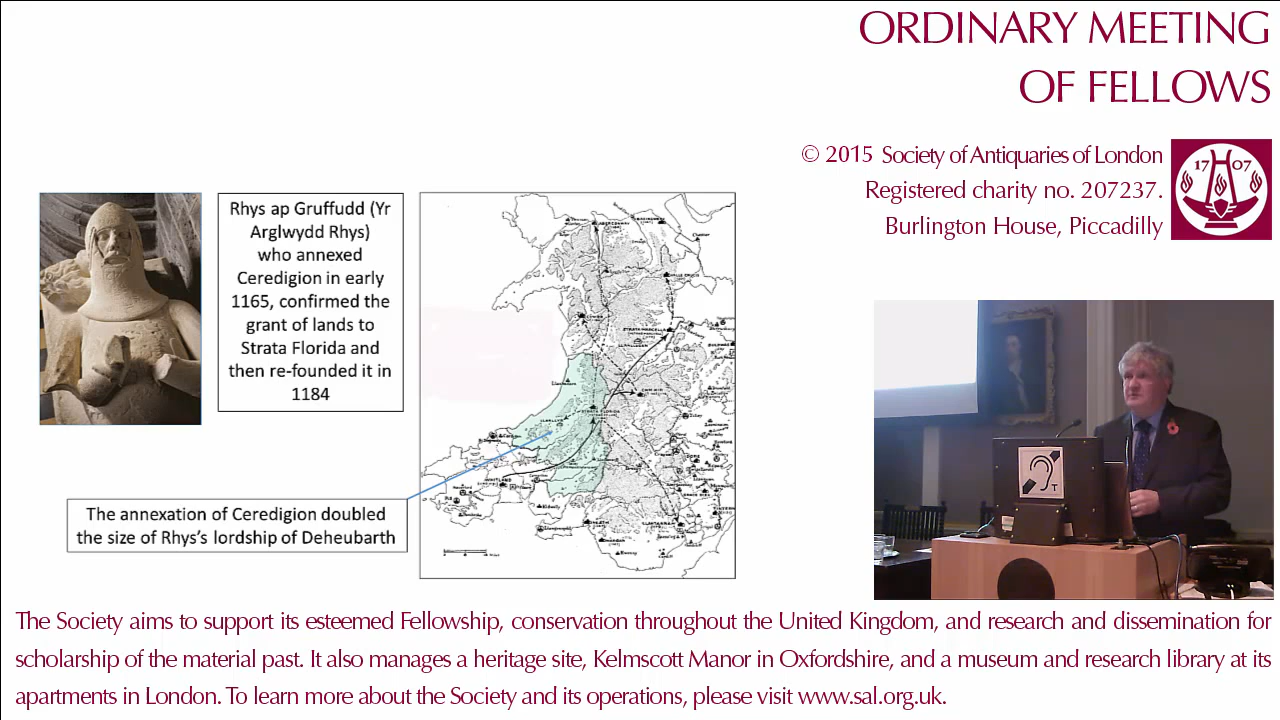 ORDINARY MEETING
OF FELLOWS
© 2015 Society of Antiquaries of London
Registered charity no. 207237.
Burlington House, Piccadilly
17 07
Rhys ap Gruffudd (Yr
Arglwydd Rhys)
who annexed
Ceredigion in early
1165, confirmed the
grant of lands to
Strata Florida and
then re-founded it in
1184
STRATA MARCELLA
STRATA FLORIDA
WHITLAND
The annexation of Ceredigion doubled
the size of Rhys's lordship of Deheubarth
T
The Society aims to support its esteemed Fellowship, conservation throughout the United Kingdom, and research and dissemination for
scholarship of the material past. It also manages a heritage site, Kelmscott Manor in Oxfordshire, and a museum and research library at its
apartments in London. To learn more about the Society and its operations, please visit www.sal.org.uk.